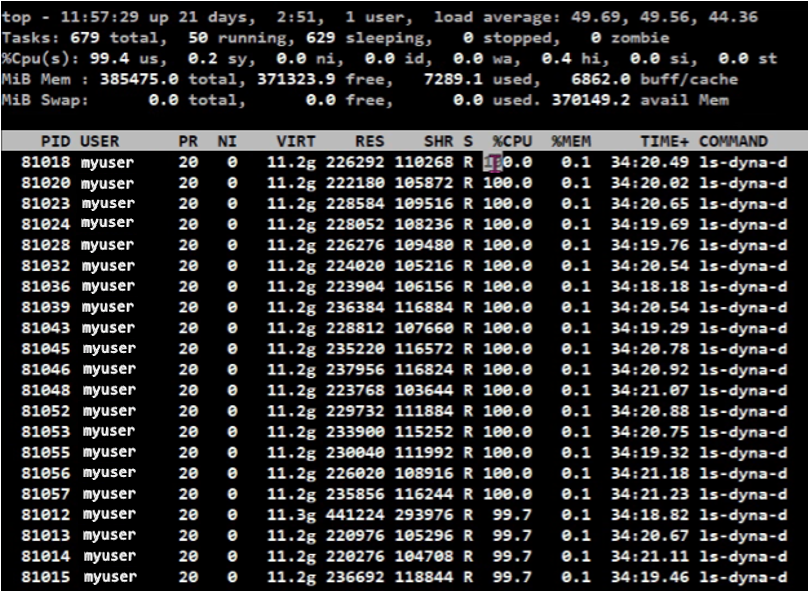 top - 11:57:29 up 21 days,  2:51,  1 user,  load average: 49.69, 49.56, 44.36
Tasks: 679 total,  50 running, 629 sleeping,   0 stopped,   0 zombie
%Cpu(s): 99.4 us,  0.2 sy,  0.0 ni,  0.0 id,  0.0 wa,  0.4 hi,  0.0 si,  0.0 st
MiB Mem : 385475.0 total, 371323.9 free,   7289.1 used,   6862.0 buff/cache
MiB Swap:      0.0 total,      0.0 free,      0.0 used. 370149.2 avail Mem
PID USER PR NI VIRT RES SHR S %CPU %MEM TIME+ COMMAND
81018 myuser 20 0 11.2g 226292 110268 R 100.0 0.1 34:20.49 ls-dyna-d
81020 myuser 20 0 11.2g 222180 105872 R 100.0 0.1 34:20.02 ls-dyna-d
81023 myuser 20 0 11.2g 228584 109516 R 100.0 0.1 34:20.65 ls-dyna-d
81024 myuser 20 0 11.2g 228052 108236 R 100.0 0.1 34:19.69 ls-dyna-d
81028 myuser 20 0 11.2g 226276 109480 R 100.0 0.1 34:19.76 ls-dyna-d
81032 myuser 20 0 11.2g 224020 105216 R 100.0 0.1 34:20.54 ls-dyna-d
81036 myuser 20 0 11.2g 223904 106156 R 100.0 0.1 34:18.18 ls-dyna-d
81039 myuser 20 0 11.2g 236384 116884 R 100.0 0.1 34:20.54 ls-dyna-d
81043 myuser 20 0 11.2g 228812 107660 R 100.0 0.1 34:19.29 ls-dyna-d
81045 myuser 20 0 11.2g 235220 116572 R 100.0 0.1 34:20.78 ls-dyna-d
81046 myuser 20 0 11.2g 237956 116824 R 100.0 0.1 34:20.92 ls-dyna-d
81048 myuser 20 0 11.2g 223768 103644 R 100.0 0.1 34:21.07 ls-dyna-d
81052 myuser 20 0 11.2g 229732 111884 R 100.0 0.1 34:20.88 ls-dyna-d
81053 myuser 20 0 11.2g 233900 115252 R 100.0 0.1 34:20.75 ls-dyna-d
81055 myuser 20 0 11.2g 230040 111992 R 100.0 0.1 34:19.32 ls-dyna-d
81056 myuser 20 0 11.2g 226020 108916 R 100.0 0.1 34:21.18 ls-dyna-d
81057 myuser 20 0 11.2g 235856 116244 R 100.0 0.1 34:21.23 ls-dyna-d
81012 myuser 20 0 11.3g 441224 293976 R 99.7 0.1 34:18.82 ls-dyna-d
81013 myuser 20 0 11.2g 220976 105296 R 99.7 0.1 34:20.67 ls-dyna-d
81014 myuser 20 0 11.2g 220276 104708 R 99.7 0.1 34:21.11 ls-dyna-d
81015 myuser 20 0 11.2g 236692 118844 R 99.7 0.1 34:19.46 ls-dyna-d